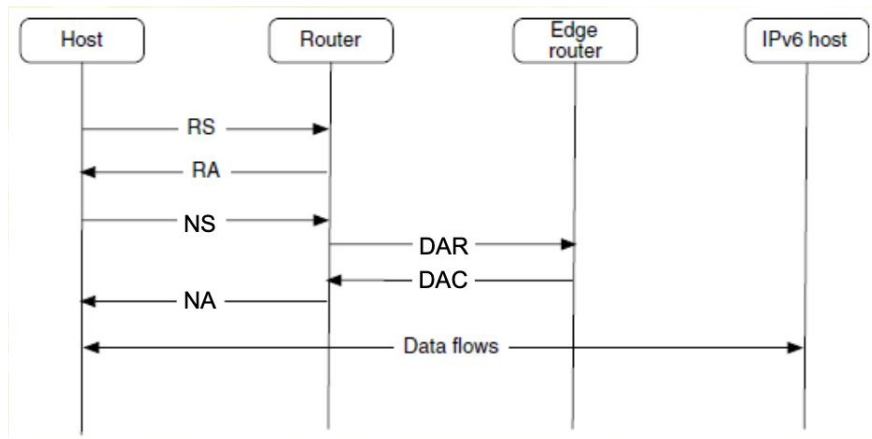 Host
Router
Edge
router
IPv6 host
RS
RA
NS
DAR
DAC
NA
Data flows